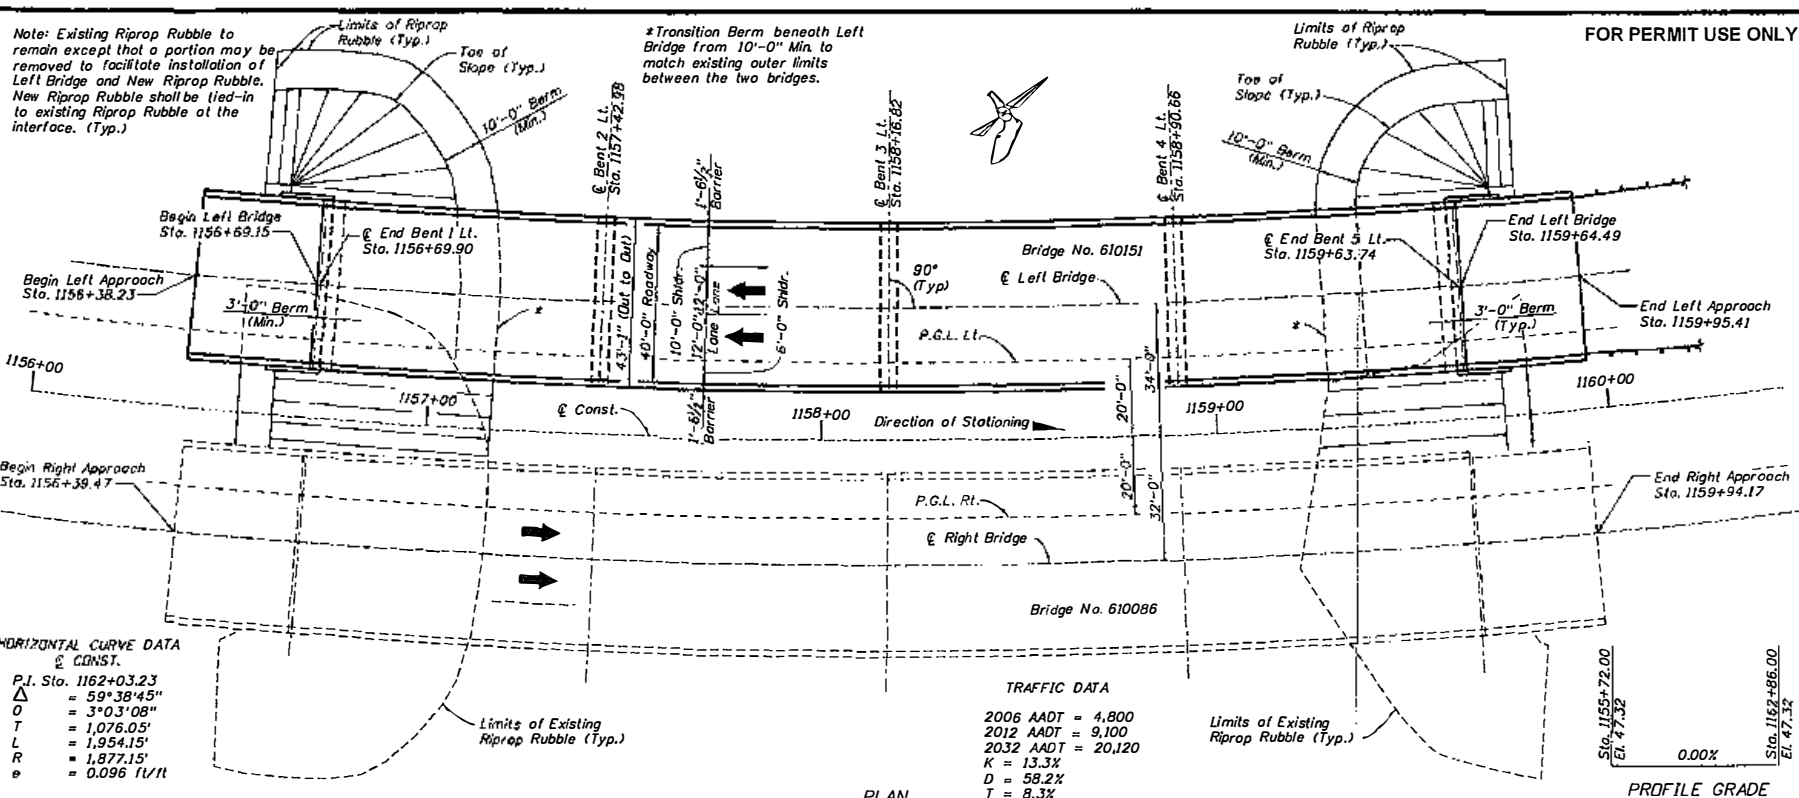 Note: Existing Riprop Rubble to
remain except that a portion may be
removed to facilitate installation of
Left Bridge and New Riprop Rubble.
New Riprop Rubble shall be tied-in
to existing Riprop Rubble at the
interface. (Typ.)
Limits of Riprop
Rubble (Typ.)
Toe of
Slope (Typ.)
10'-0" Berm
(Min.)
*Transition Berm beneath Left
Bridge from 10'-0" Min. to
match existing outer limits
between the two bridges.
Limits of Riprop
Rubble (Typ.)
Toe of
Slope (Typ.)
10'-0" Berm
(Min.)
FOR PERMIT USE ONLY
℄ Bent 2 Lt.
Sta. 1157+42.98
1'-6½"
Barrier
℄ Bent 3 Lt.
Sta. 1158+16.82
℄ Bent 4 Lt.
Sta. 1158+90.66
Begin Left Bridge
Sta. 1156+69.15
℄ End Bent 1 Lt.
Sta. 1156+69.90
Begin Left Approach
Sta. 1156+38.23
3'-0" Berm
(Min.)
*
43'-1" (Out to Out)
40'-0" Roadway
10'-0" Shldr.
12'-0"
Lane
12'-0"
Lane
6'-0" Shldr.
90°
(Typ)
Bridge No. 610151
℄ Left Bridge
P.G.L. Lt.
℄ End Bent 5 Lt.
Sta. 1159+63.74
End Left Bridge
Sta. 1159+64.49
3'-0" Berm
(Typ.)
*
End Left Approach
Sta. 1159+95.41
1156+00
1157+00
℄ Const.
1'-6½"
Barrier
1158+00
Direction of Stationing
20'-0"
34'-0"
1159+00
1160+00
Begin Right Approach
Sta. 1156+39.47
P.G.L. Rt.
℄ Right Bridge
20'-0"
32'-0"
End Right Approach
Sta. 1159+94.17
Bridge No. 610086
HORIZONTAL CURVE DATA
℄ CONST.
P.I. Sta. 1162+03.23
Δ = 59°38'45"
D = 3°03'08"
T = 1,076.05'
L = 1,954.15'
R = 1,877.15'
e = 0.096 ft/ft
Limits of Existing
Riprop Rubble (Typ.)
TRAFFIC DATA
2006 AADT = 4,800
2012 AADT = 9,100
2032 AADT = 20,120
K = 13.3%
D = 58.2%
T = 8.3%
Limits of Existing
Riprop Rubble (Typ.)
Sta. 1155+72.00
El. 47.32
0.00%
Sta. 1162+86.00
El. 47.32
PLAN
PROFILE GRADE